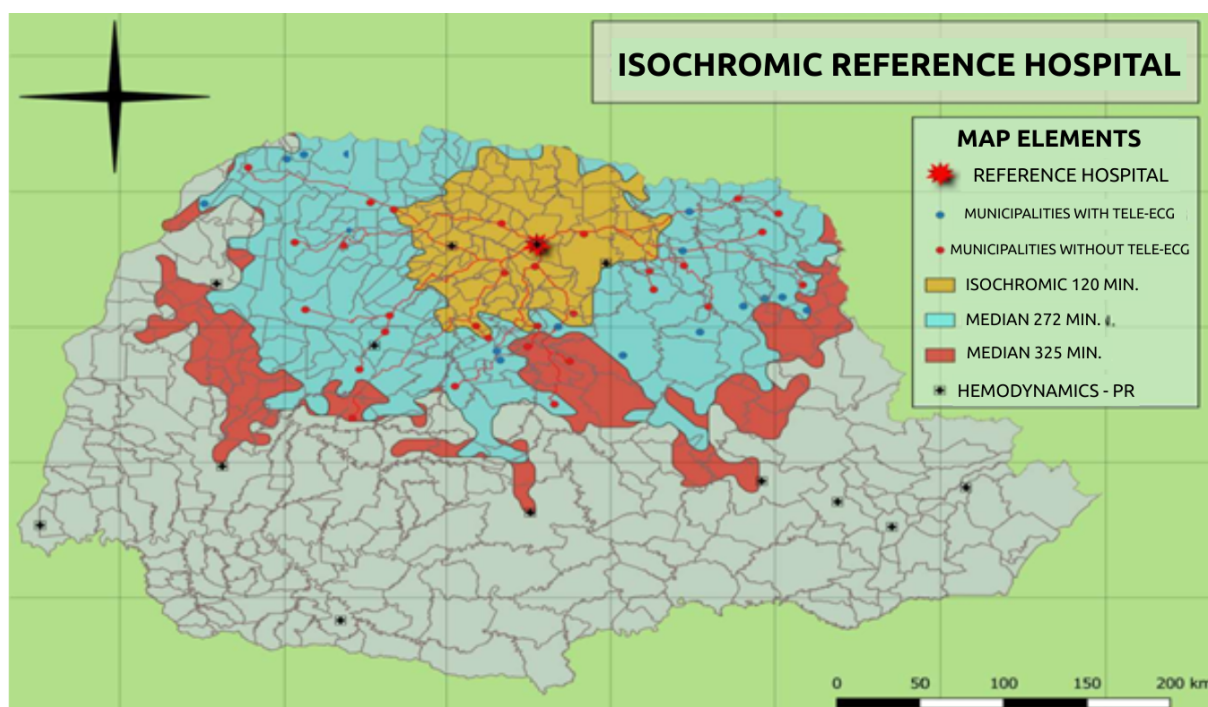 ISOCHROMIC REFERENCE HOSPITAL
MAP ELEMENTS
REFERENCE HOSPITAL
MUNICIPALITIES WITH TELE-ECG
MUNICIPALITIES WITHOUT TELE-ECG
ISOCHROMIC 120 MIN.
MEDIAN 272 MIN.
MEDIAN 325 MIN.
HEMODYNAMICS - PR
0 50 100 150 200 km